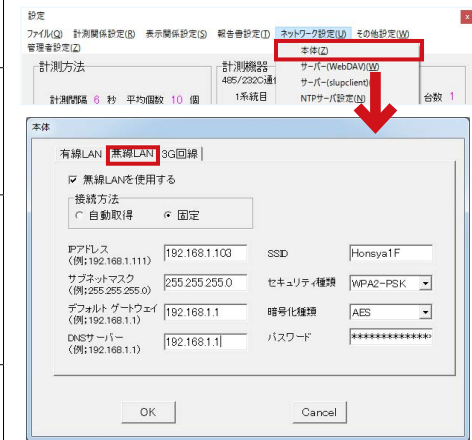 設定
ファイル(Q) 計測関係設定(R) 表示関係設定(S) 報告書設定(T) ネットワーク設定(U) その他設定(W)
管理者設定(Z)
本体(Z)
サーバー(WebDAV)(W)
サーバー(slupclient)
NTPサーバ設定(N)
計測方法
計測機器
485/232C通
計測間隔 6 秒 平均個数 10 個
1系統目
台数 1
本体
有線LAN 無線LAN 3G回線
無線LANを使用する
接続方法
自動取得 固定
IPアドレス
(例;192.168.1.111)
192.168.1.103
SSID
Honsya1F
サブネットマスク
(例;255.255.255.0)
255.255.255.0
セキュリティ種類
WPA2-PSK
デフォルト ゲートウェイ
(例;192.168.1.1)
192.168.1.1
暗号化種類
AES
DNSサーバー
(例;192.168.1.1)
192.168.1.1
パスワード
**************
OK
Cancel